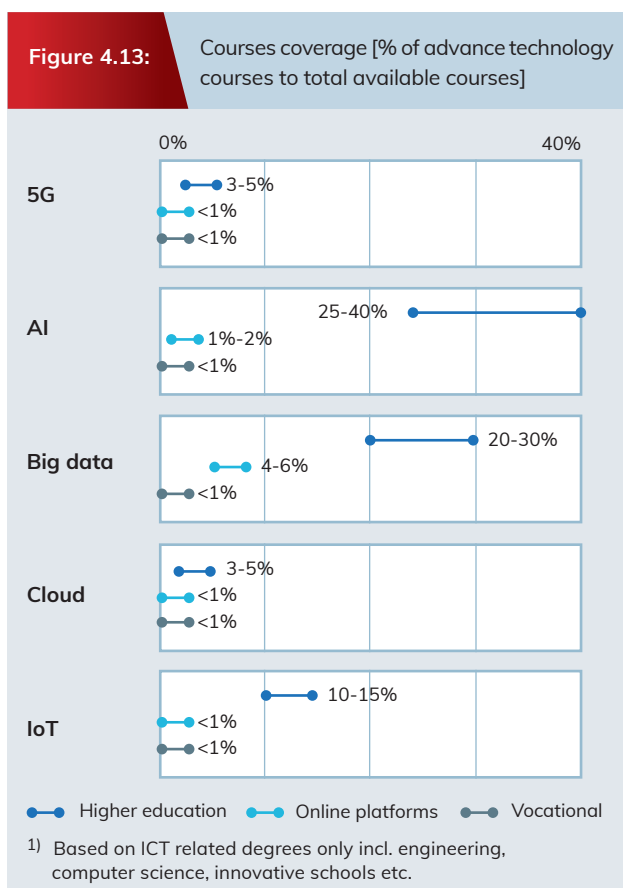 Figure 4.13:
Courses coverage [% of advance technology
courses to total available courses]
0% 40%
5G
3-5%
<1%
<1%
AI
25-40%
1%-2%
<1%
Big data
20-30%
4-6%
<1%
Cloud
3-5%
<1%
<1%
IoT
10-15%
<1%
<1%
Higher education Online platforms Vocational
1) Based on ICT related degrees only incl. engineering,
computer science, innovative schools etc.